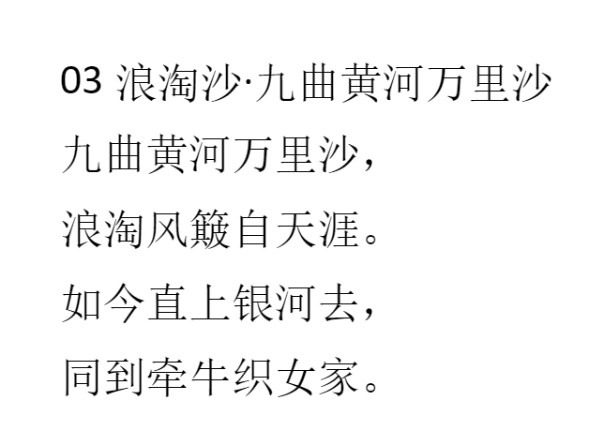 03 浪淘沙·九曲黄河万里沙
九曲黄河万里沙，
浪淘风簸自天涯。
如今直上银河去，
同到牵牛织女家。